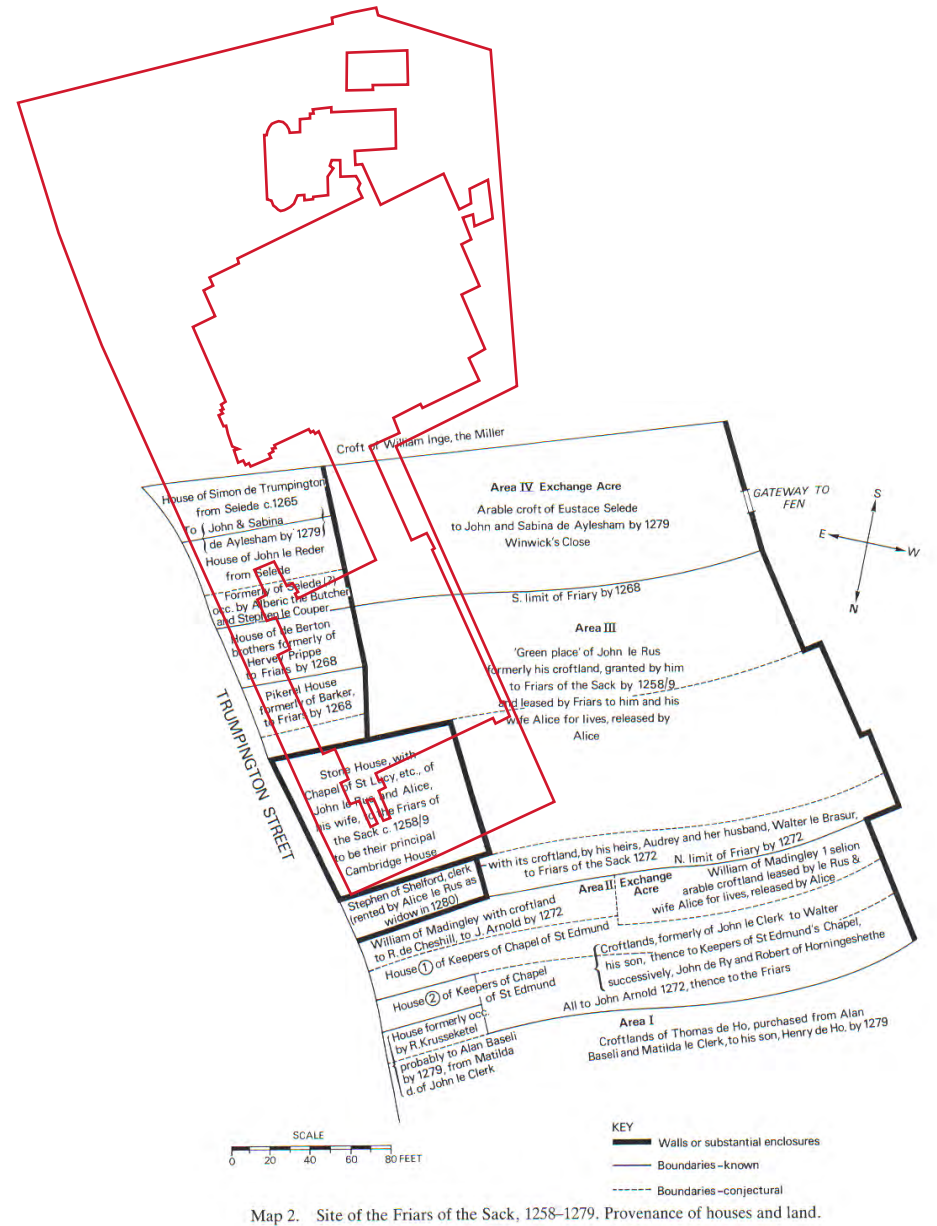 Croft of William Inge, the Miller
House of Simon de Trumpington
from Selede c.1265
To { John & Sabina
{ de Aylesham by 1279}
House of John le Reder
from Selede
Formerly of Selede (?)
occ. by Alberic the Butcher
and Stephen le Couper
House of de Berton
brothers formerly of
Hervey Prippe
to Friars by 1268
Pikerel House
formerly of Barker,
to Friars by 1268
Area IV Exchange Acre
Arable croft of Eustace Selede
to John and Sabina de Aylesham by 1279
Winwick's Close
GATEWAY TO
FEN
S
E
W
N
S. limit of Friary by 1268
Area III
'Green place' of John le Rus
formerly his croftland, granted by him
to Friars of the Sack by 1258/9
and leased by Friars to him and his
wife Alice for lives, released by
Alice
TRUMPINGTON STREET
Stone House, with
Chapel of St Lucy, etc., of
John le Rus and Alice,
his wife, to the Friars of
the Sack c. 1258/9
to be their principal
Cambridge House
with its croftland, by his heirs, Audrey and her husband, Walter le Brasur,
to Friars of the Sack 1272
N. limit of Friary by 1272
Stephen of Shelford, clerk
(rented by Alice le Rus as
widow in 1280)
Area II
Exchange
Acre
William of Madingley 1 selion
arable croftland leased by le Rus &
wife Alice for lives, released by Alice
William of Madingley with croftland
to R. de Cheshill, to J. Arnold by 1272
House 1 of Keepers of Chapel of St Edmund
House 2 of Keepers of Chapel
of St Edmund
Croftlands, formerly of John le Clerk to Walter
his son, thence to Keepers of St Edmund's Chapel,
successively, John de Ry and Robert of Horningeshethe
All to John Arnold 1272, thence to the Friars
House formerly occ.
by R. Krusseketel
probably to Alan Baseli
by 1279, from Matilda
d. of John le Clerk
Area I
Croftlands of Thomas de Ho, purchased from Alan
Baseli and Matilda le Clerk, to his son, Henry de Ho. by 1279
SCALE
0 20 40 60 80 FEET
KEY
Walls or substantial enclosures
Boundaries–known
Boundaries–conjectural
Map 2. Site of the Friars of the Sack, 1258–1279. Provenance of houses and land.